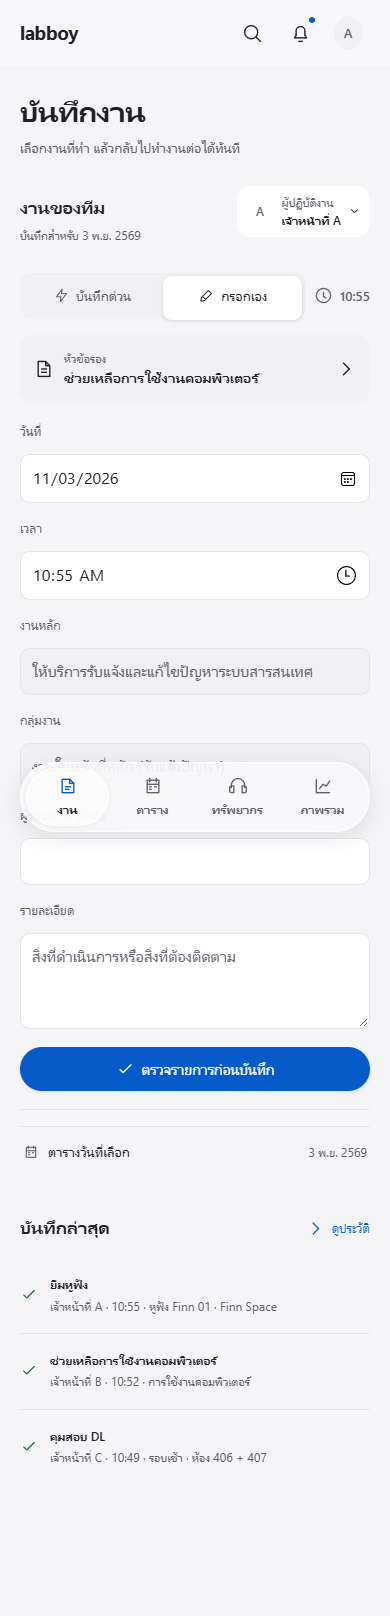 labboy
A
บันทึกงาน
เลือกงานที่ทำ แล้วกลับไปทำงานต่อได้ทันที
งานของทีม
บันทึกสำหรับ 3 พ.ย. 2569
A
ผู้ปฏิบัติงาน
เจ้าหน้าที่ A
บันทึกด่วน
กรอกเอง
10:55
หัวข้อรอง
ช่วยเหลือการใช้งานคอมพิวเตอร์
วันที่
11/03/2026
เวลา
10:55 AM
งานหลัก
ให้บริการรับแจ้งและแก้ไขปัญหาระบบสารสนเทศ
กลุ่มงาน
งาน
ตาราง
ทรัพยากร
ภาพรวม
รายละเอียด
สิ่งที่ดำเนินการหรือสิ่งที่ต้องติดตาม
ตรวจรายการก่อนบันทึก
ตารางวันที่เลือก
3 พ.ย. 2569
บันทึกล่าสุด
ดูประวัติ
ยืมหูฟัง
เจ้าหน้าที่ A · 10:55 · หูฟัง Finn 01 · Finn Space
ช่วยเหลือการใช้งานคอมพิวเตอร์
เจ้าหน้าที่ B · 10:52 · การใช้งานคอมพิวเตอร์
คุมสอบ DL
เจ้าหน้าที่ C · 10:49 · รอบเช้า · ห้อง 406 + 407